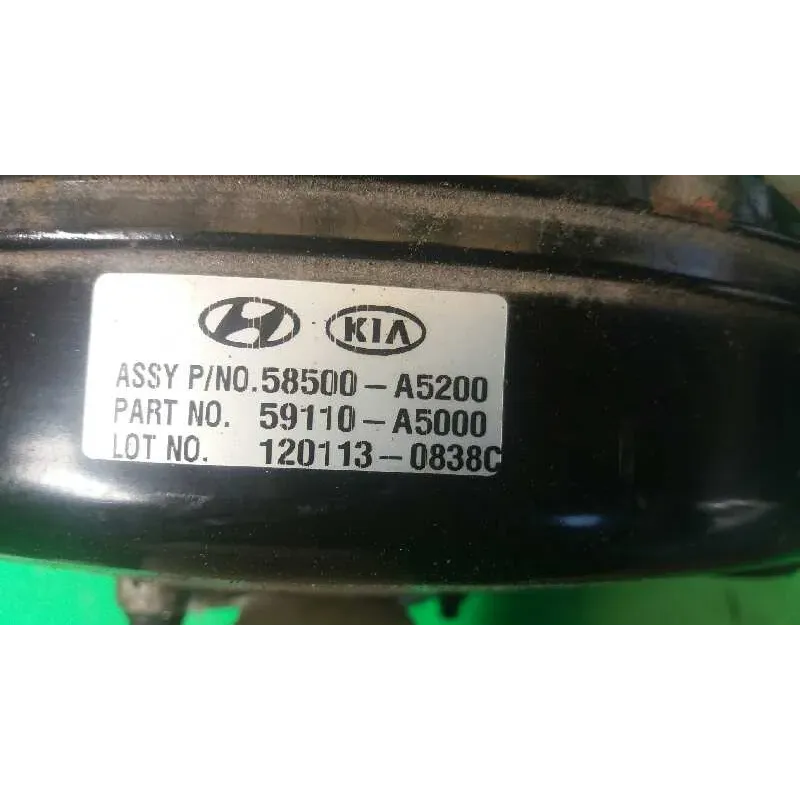 KIA
ASSY P/NO. 58500-A5200
PART NO. 59110-A5000
LOT NO. 120113-0838C